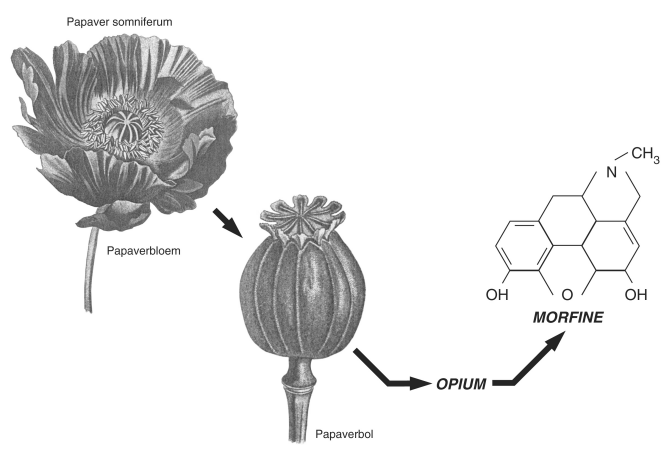 Papaver somniferum
Papaverbloem
Papaverbol
OPIUM
N
CH₃
OH
O
OH
MORFINE